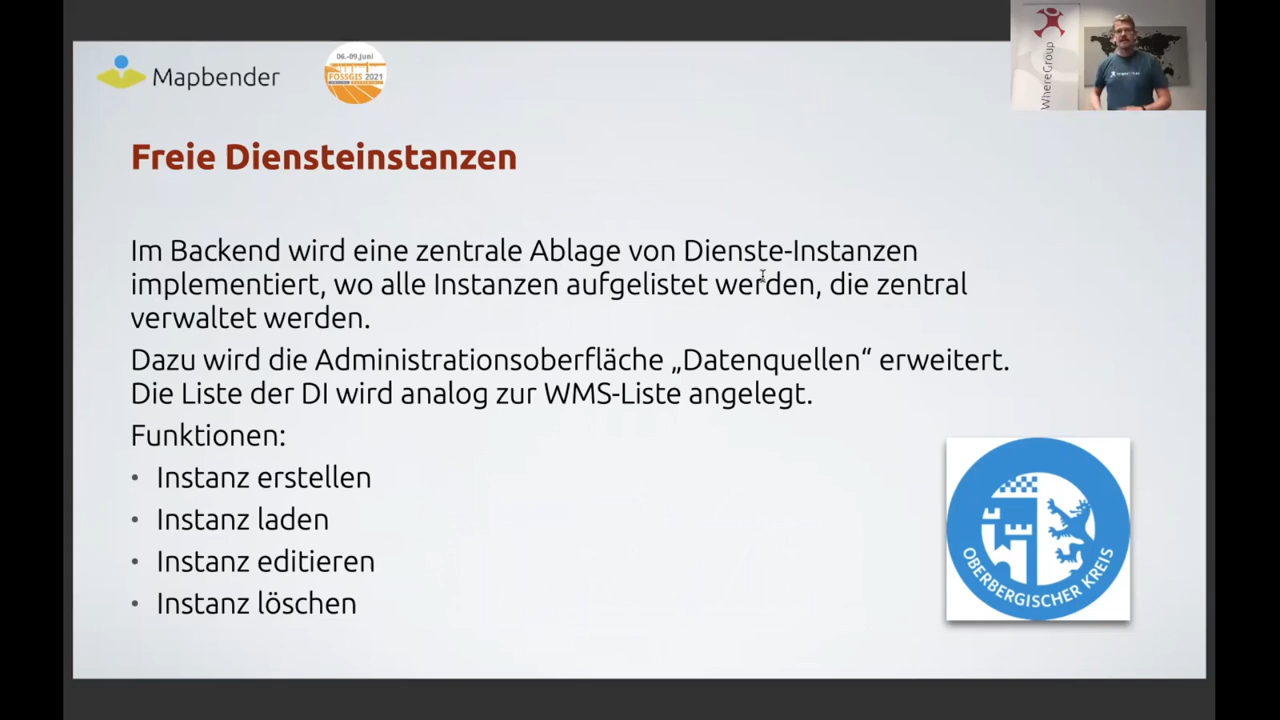 Mapbender
06.-09.Juni
FOSSGIS 2021
WhereGroup
Freie Diensteinstanzen
Im Backend wird eine zentrale Ablage von Dienste-Instanzen
implementiert, wo alle Instanzen aufgelistet werden, die zentral
verwaltet werden.
Dazu wird die Administrationsoberfläche „Datenquellen“ erweitert.
Die Liste der DI wird analog zur WMS-Liste angelegt.
Funktionen:
• Instanz erstellen
• Instanz laden
• Instanz editieren
• Instanz löschen
OBERBERGISCHER KREIS